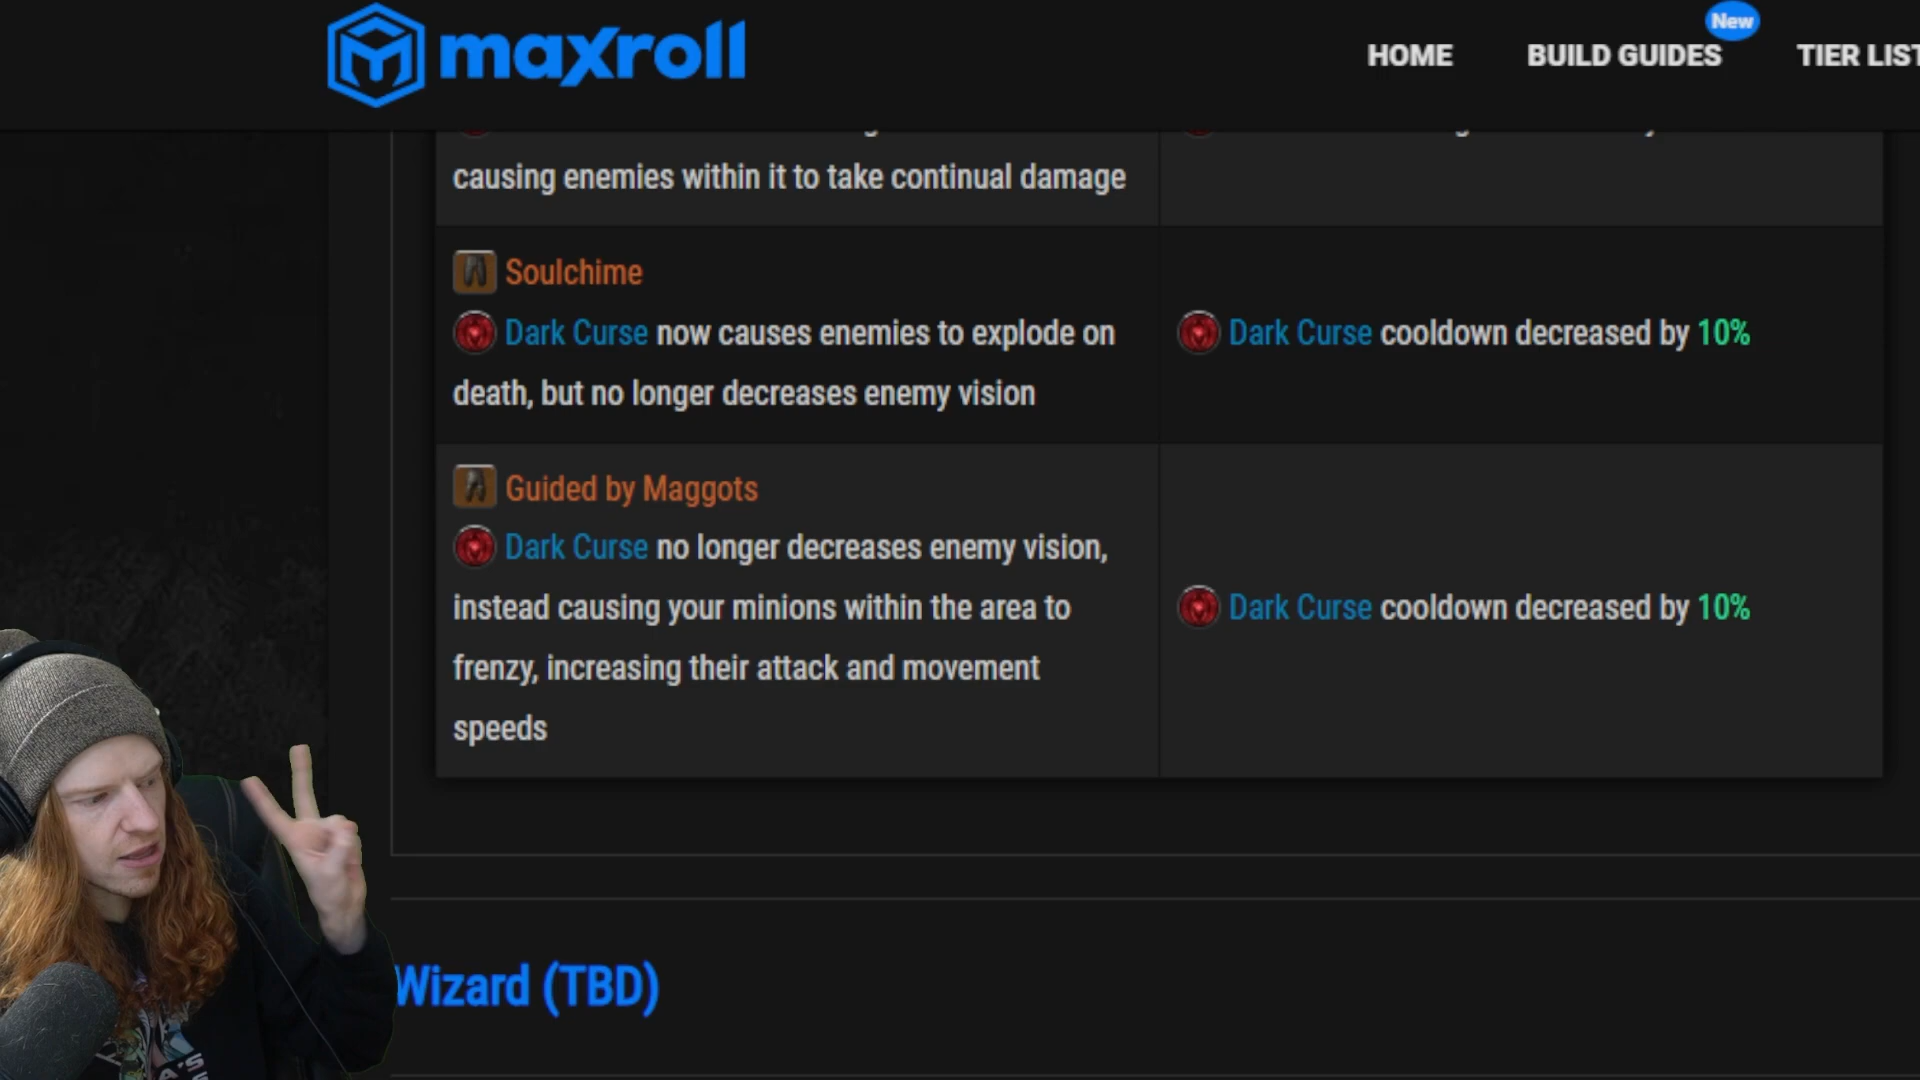 maxroll
HOME BUILD GUIDES New TIER LIST
causing enemies within it to take continual damage
Soulchime
Dark Curse now causes enemies to explode on
death, but no longer decreases enemy vision
Dark Curse cooldown decreased by 10%
Guided by Maggots
Dark Curse no longer decreases enemy vision,
instead causing your minions within the area to
frenzy, increasing their attack and movement
speeds
Dark Curse cooldown decreased by 10%
Wizard (TBD)